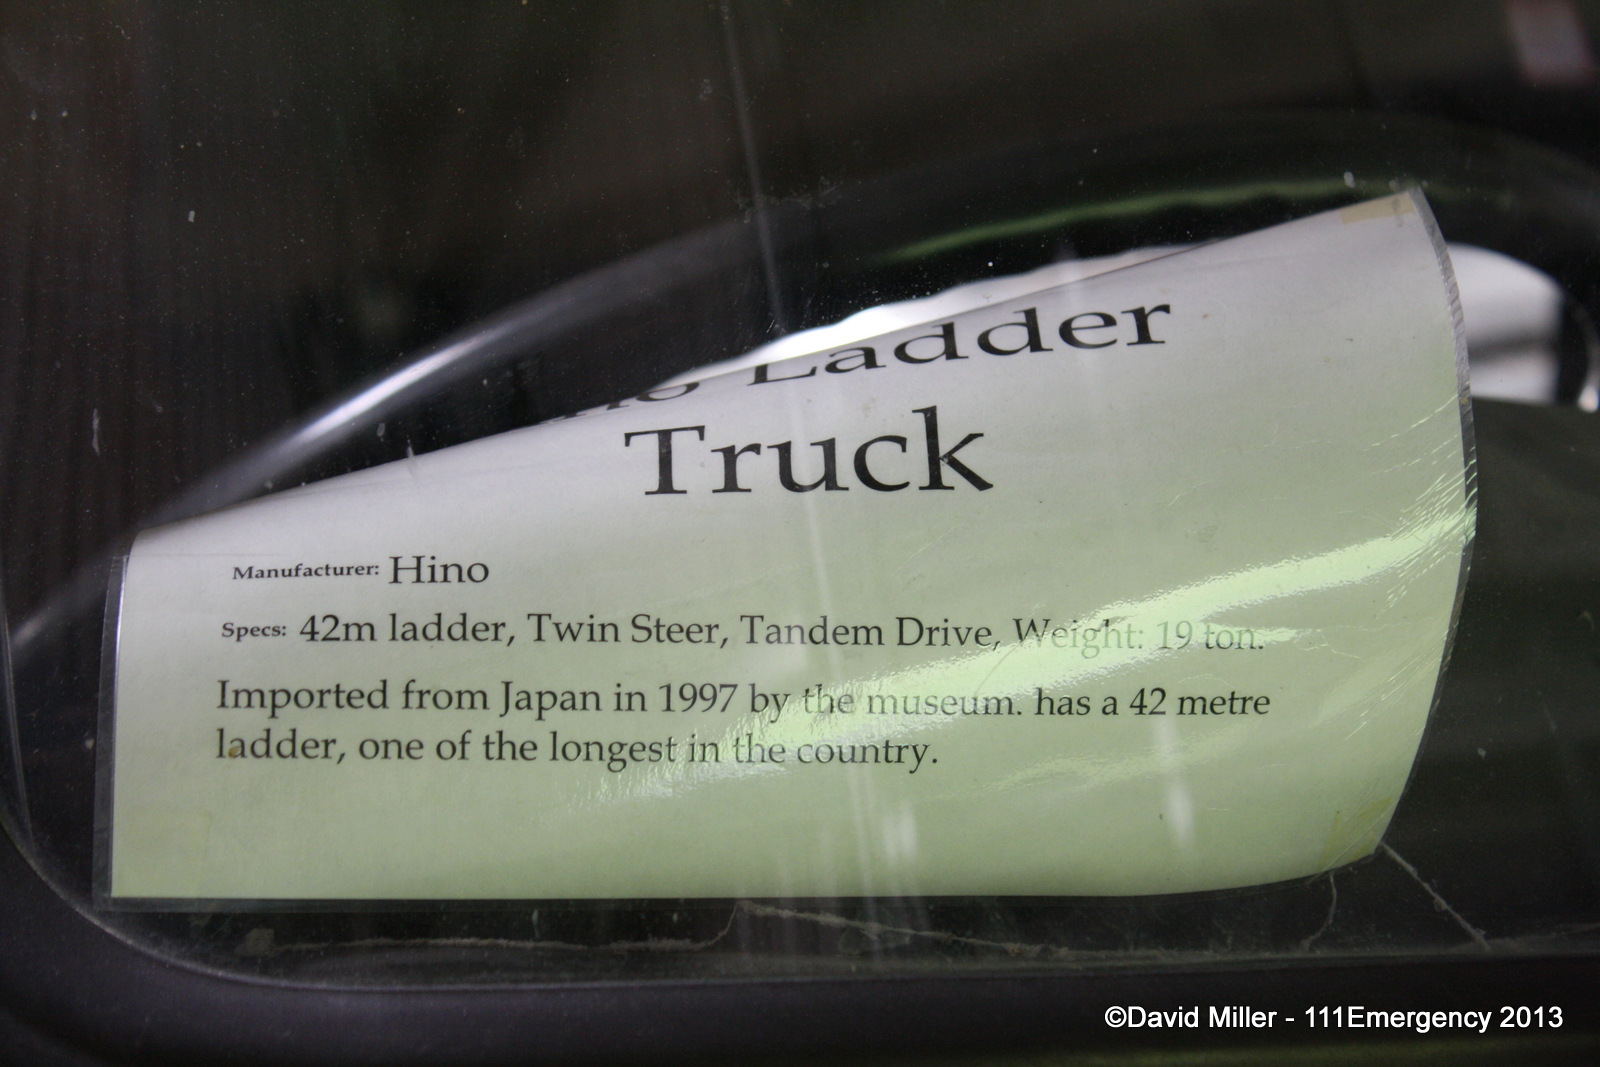 Ladder
Truck
Manufacturer: Hino
Specs: 42m ladder, Twin Steer, Tandem Drive, Weight: 19 ton.
Imported from Japan in 1997 by the museum. has a 42 metre
ladder, one of the longest in the country.
©David Miller - 111Emergency 2013